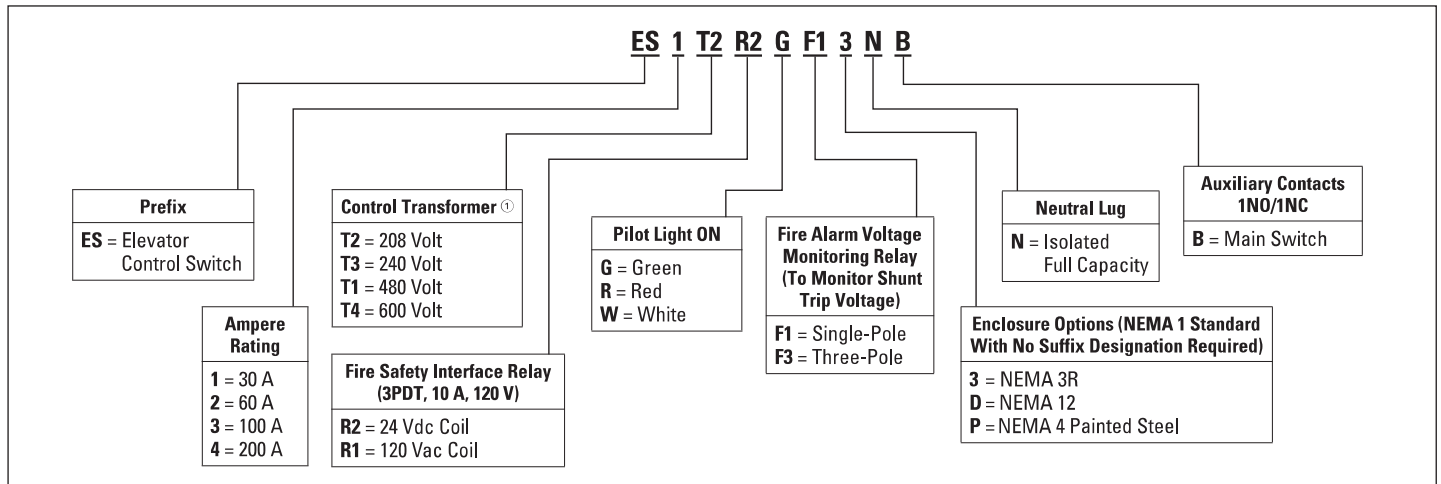 ES 1 T2 R2 G F1 3 N B
Prefix
ES = Elevator
Control Switch
Ampere
Rating
1 = 30 A
2 = 60 A
3 = 100 A
4 = 200 A
Control Transformer ①
T2 = 208 Volt
T3 = 240 Volt
T1 = 480 Volt
T4 = 600 Volt
Fire Safety Interface Relay
(3PDT, 10 A, 120 V)
R2 = 24 Vdc Coil
R1 = 120 Vac Coil
Pilot Light ON
G = Green
R = Red
W = White
Fire Alarm Voltage
Monitoring Relay
(To Monitor Shunt
Trip Voltage)
F1 = Single-Pole
F3 = Three-Pole
Enclosure Options (NEMA 1 Standard
With No Suffix Designation Required)
3 = NEMA 3R
D = NEMA 12
P = NEMA 4 Painted Steel
Neutral Lug
N = Isolated
Full Capacity
Auxiliary Contacts
1NO/1NC
B = Main Switch